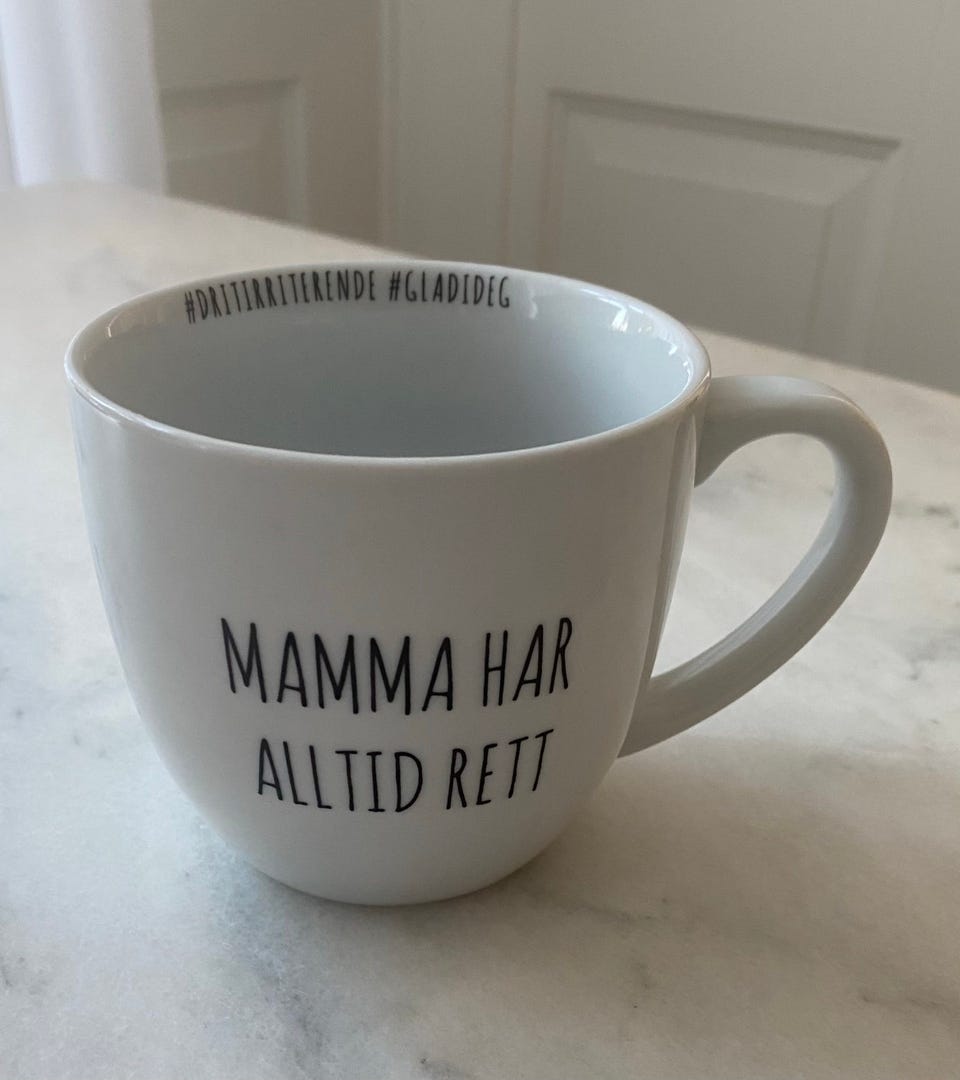 #DRITIRRITERENDE #GLADIDEG
MAMMA HAR
ALLTID RETT